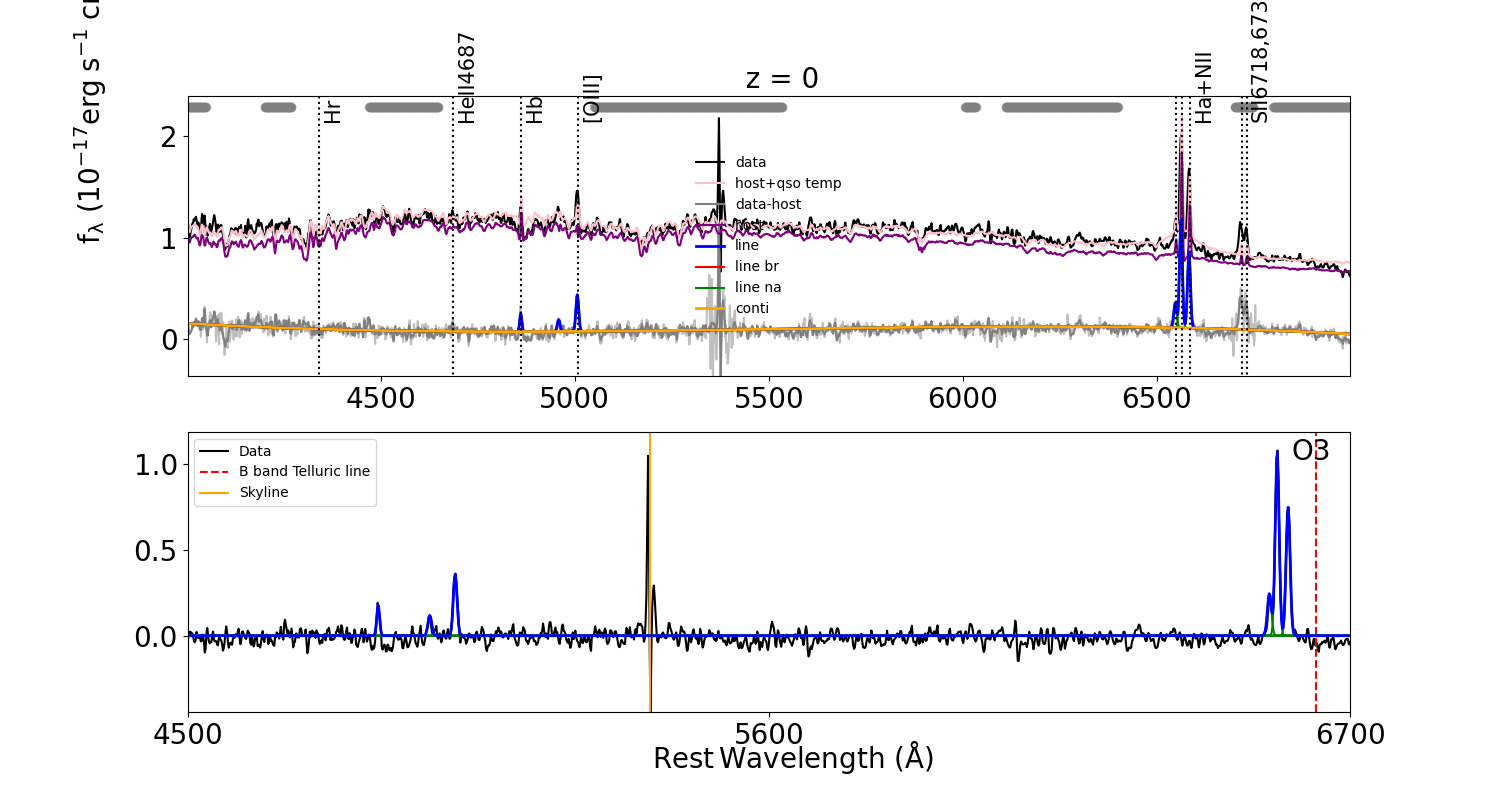 z = 0
f_λ (10^−17 erg s^−1
Hr
HeII4687
Hb
[OIII]
Ha+NII
SII6718,673
2
1
0
data
host+qso temp
data-host
line
line br
line na
conti
4500
5000
5500
6000
6500
1.0
0.5
0.0
Data
B band Telluric line
Skyline
O3
4500
5600
6700
Rest Wavelength (Å)